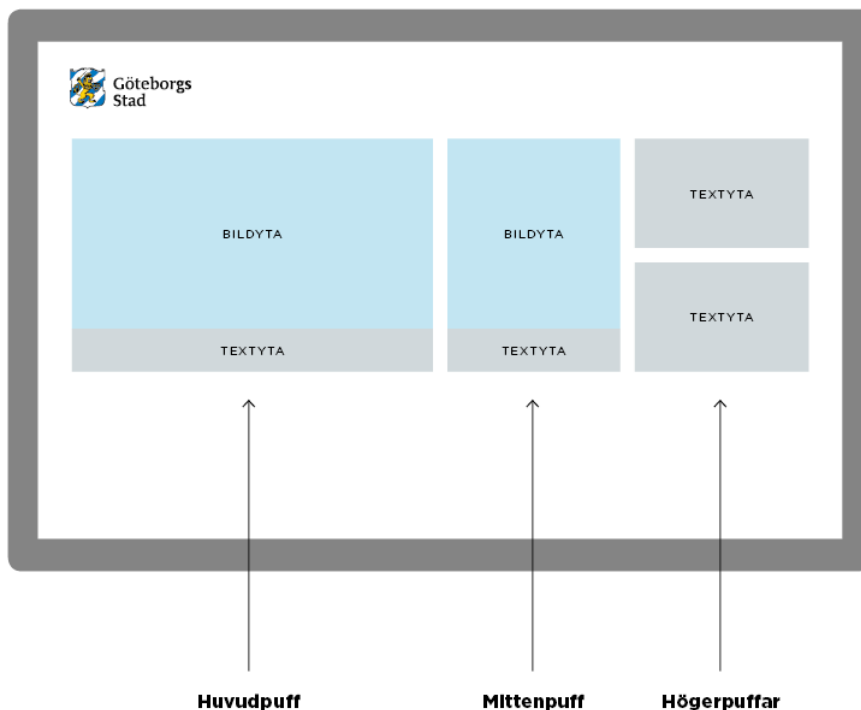 Göteborgs
Stad
BILDYTA
BILDYTA
TEXTYTA
TEXTYTA
TEXTYTA
TEXTYTA
Huvudpuff
Mittenpuff
Högerpuffar